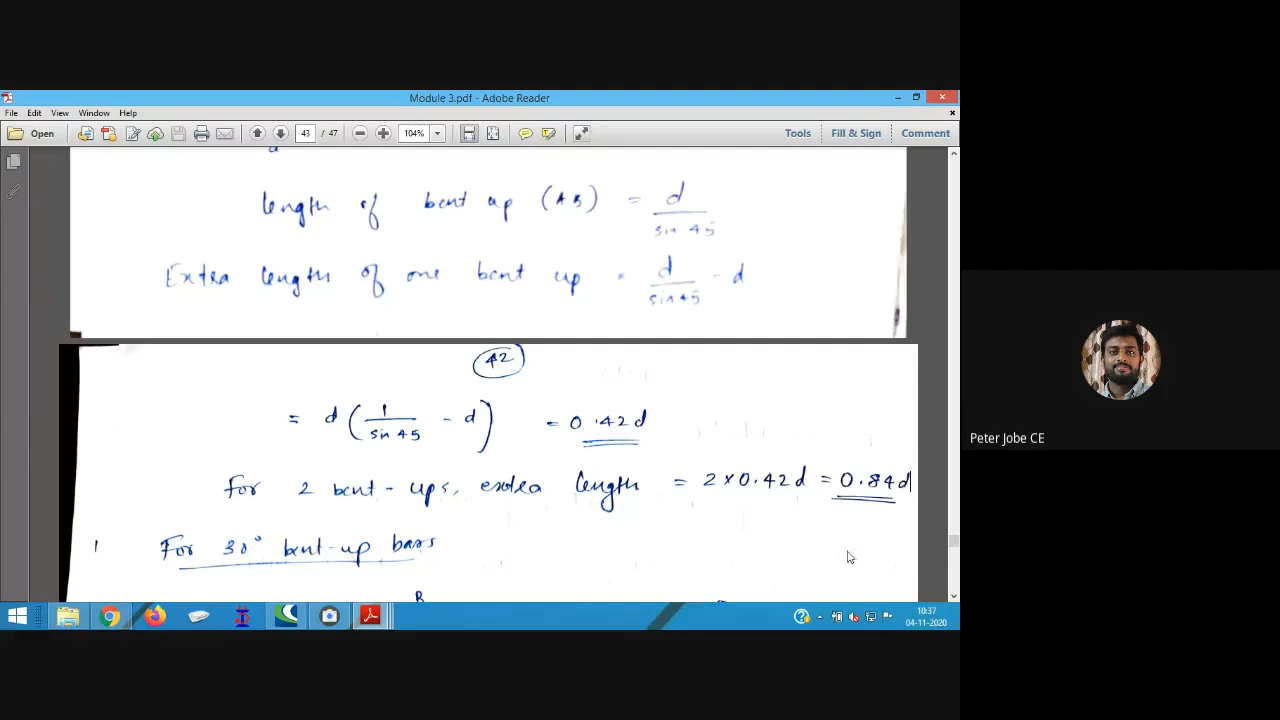 Module 3.pdf - Adobe Reader
File Edit View Window Help
Open 43 / 47 104% Tools Fill & Sign Comment
d
length of bent up (AB) = d / sin 45
Extra length of one bent up = d / sin 45 - d
42
= d ( 1 / sin 45 - d ) = 0.42d
For 2 bent-ups, extra length = 2 x 0.42d = 0.84d
For 30° bent-up bars
B
Peter Jobe CE
10:37
04-11-2020